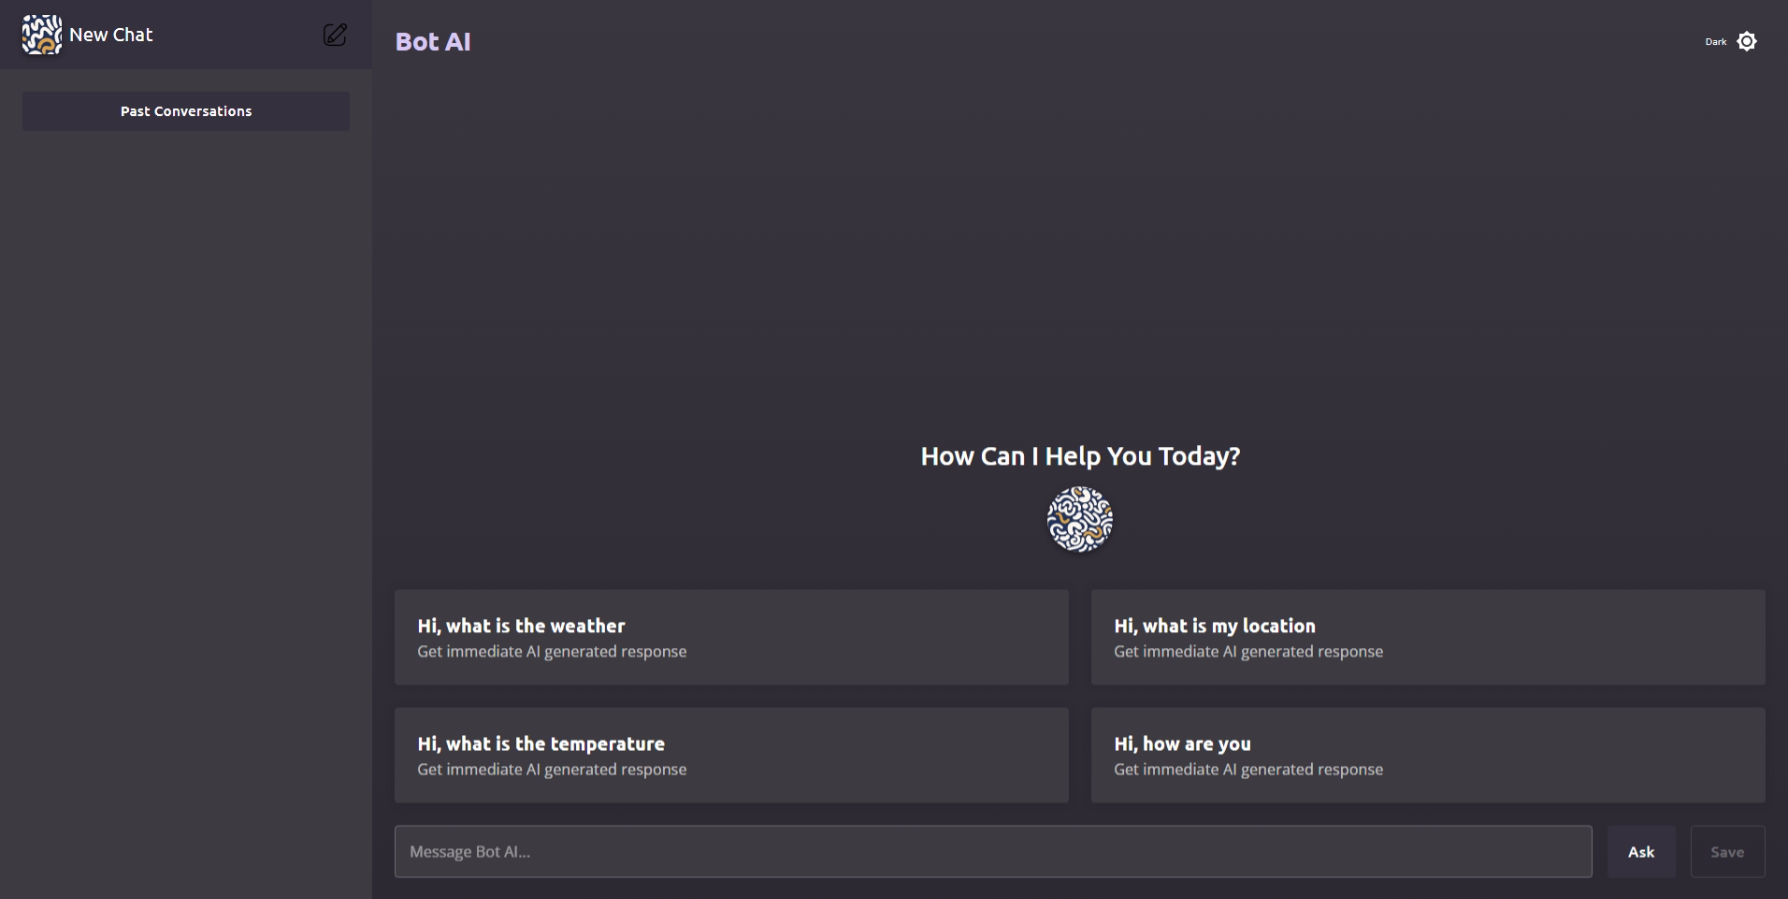 New Chat
Past Conversations
Bot AI
Dark
How Can I Help You Today?
Hi, what is the weather
Get immediate AI generated response
Hi, what is my location
Get immediate AI generated response
Hi, what is the temperature
Get immediate AI generated response
Hi, how are you
Get immediate AI generated response
Message Bot AI...
Ask
Save